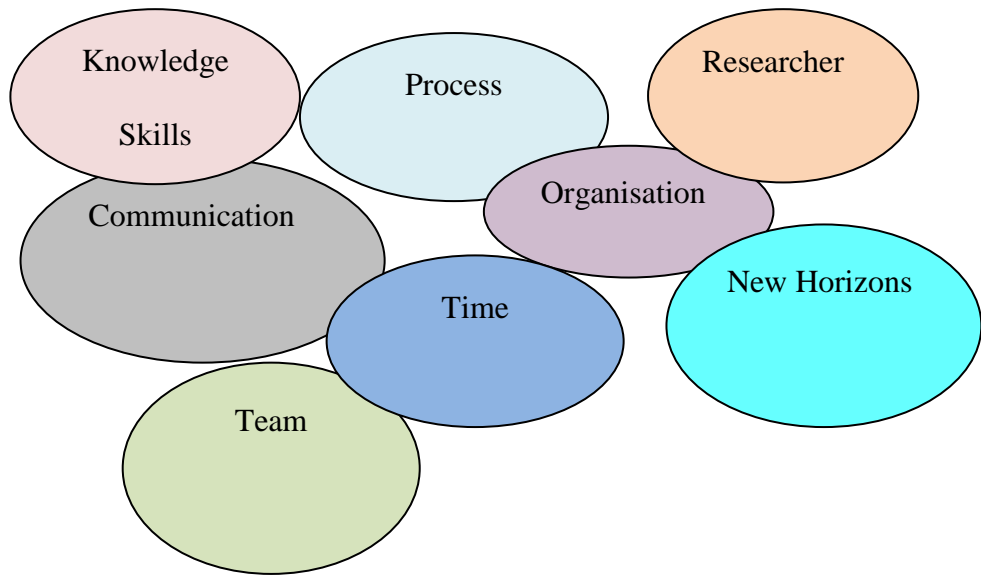 Knowledge
Skills
Process
Researcher
Communication
Organisation
New Horizons
Time
Team